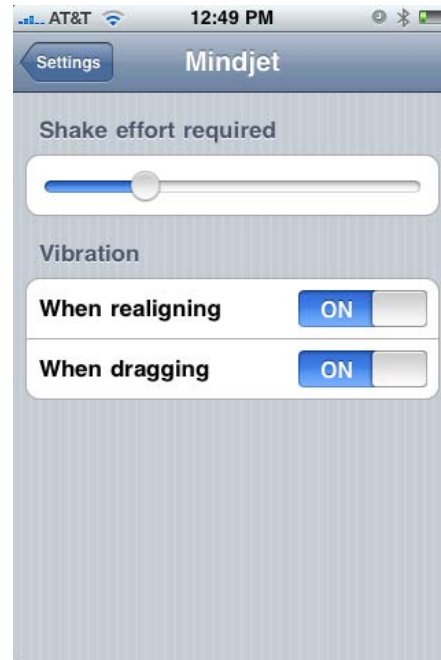 AT&T 12:49 PM
Settings Mindjet
Shake effort required
Vibration
When realigning ON
When dragging ON